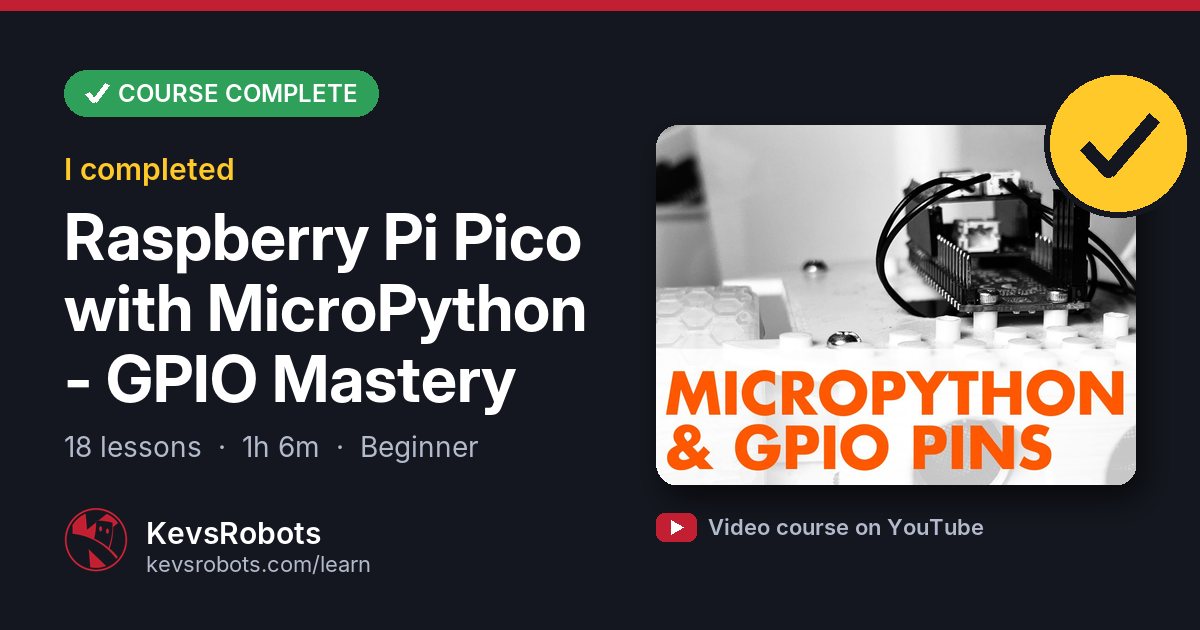 COURSE COMPLETE
I completed
Raspberry Pi Pico
with MicroPython
- GPIO Mastery
18 lessons · 1h 6m · Beginner
KevsRobots
kevsrobots.com/learn
MICROPYTHON
& GPIO PINS
Video course on YouTube